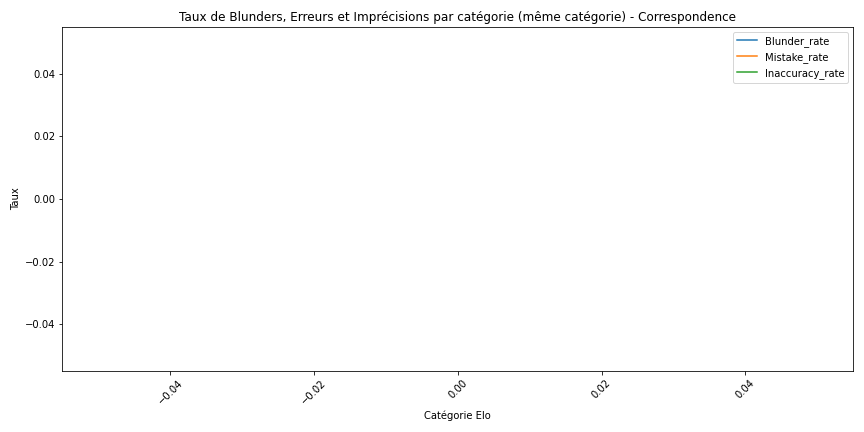 Taux de Blunders, Erreurs et Imprécisions par catégorie (même catégorie) - Correspondence
Blunder_rate
Mistake_rate
Inaccuracy_rate
0.04
0.02
0.00
−0.02
−0.04
Taux
−0.04
−0.02
0.00
0.02
0.04
Catégorie Elo